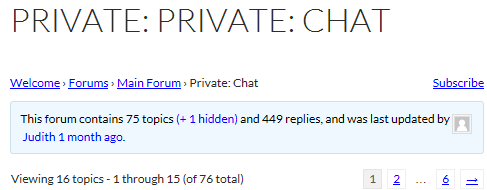 PRIVATE: PRIVATE: CHAT
Welcome › Forums › Main Forum › Private: Chat Subscribe
This forum contains 75 topics (+ 1 hidden) and 449 replies, and was last updated by
Judith 1 month ago.
Viewing 16 topics - 1 through 15 (of 76 total) 1 2 … 6 →